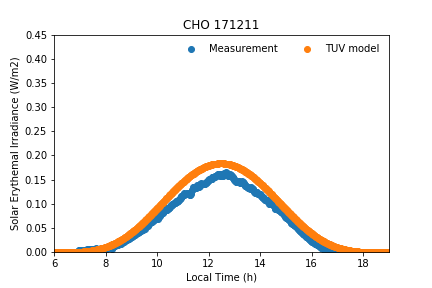 CHO 171211
Measurement
TUV model
Solar Erythemal Irradiance (W/m2)
0.45
0.40
0.35
0.30
0.25
0.20
0.15
0.10
0.05
0.00
6 8 10 12 14 16 18
Local Time (h)